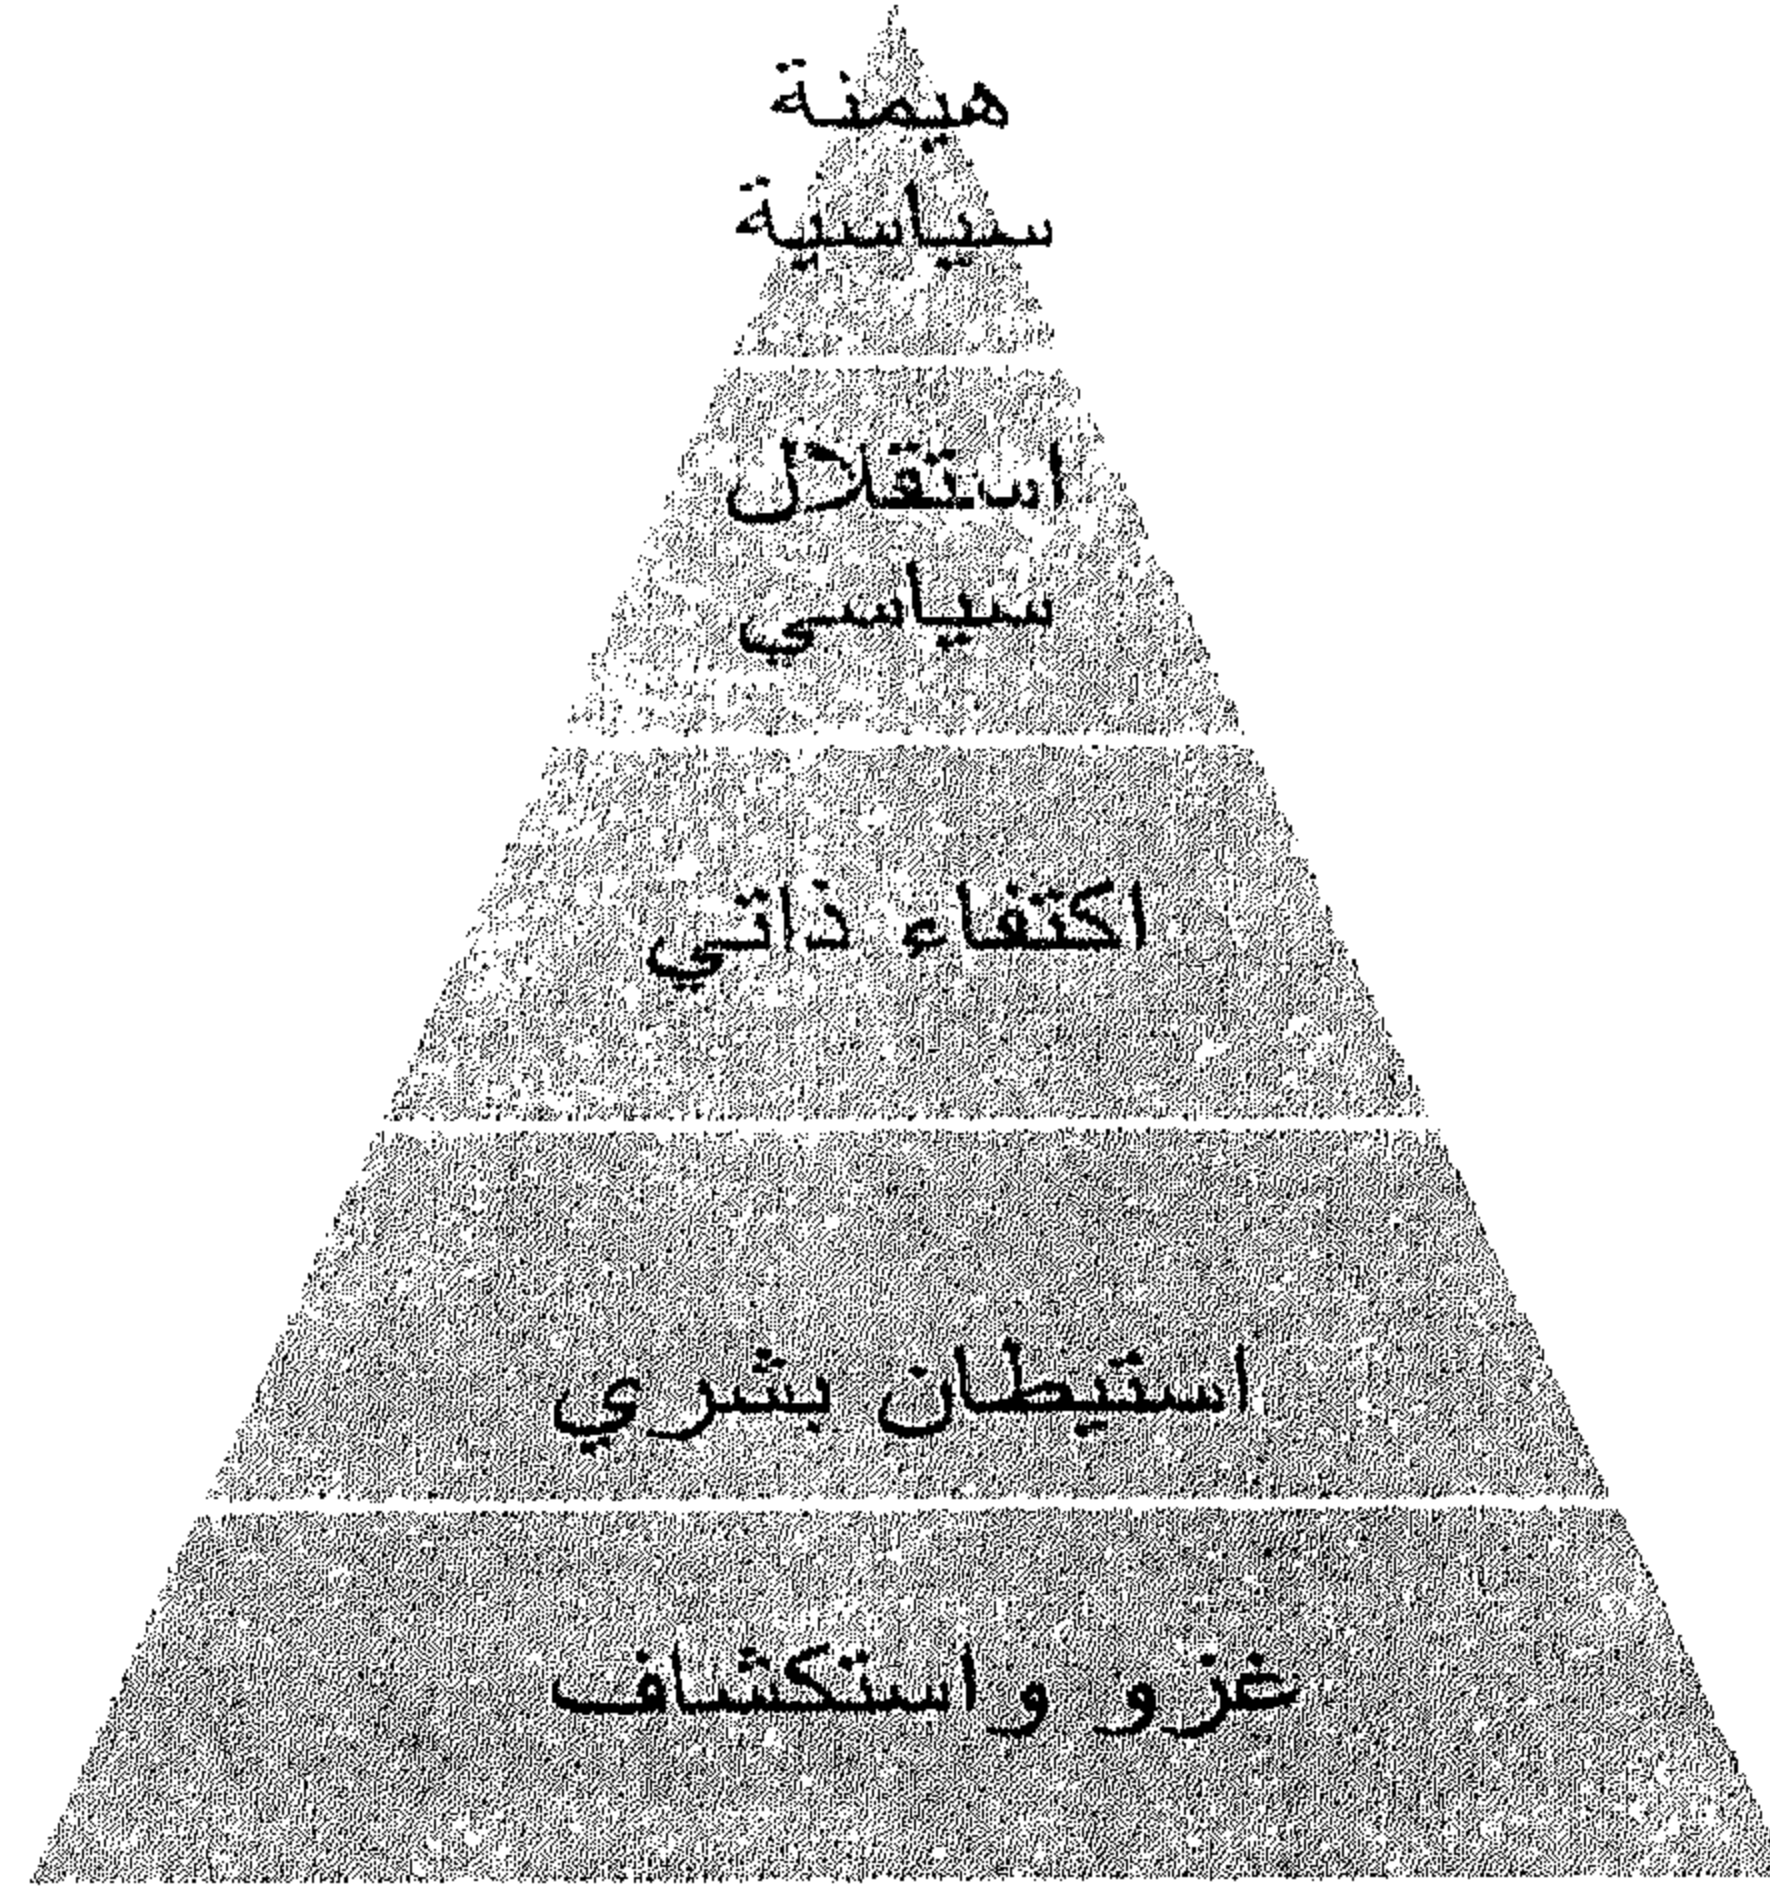 هيمنة
سياسية
استقلال
سياسي
اكتفاء ذاتي
استيطان بشري
غزو واستكشاف